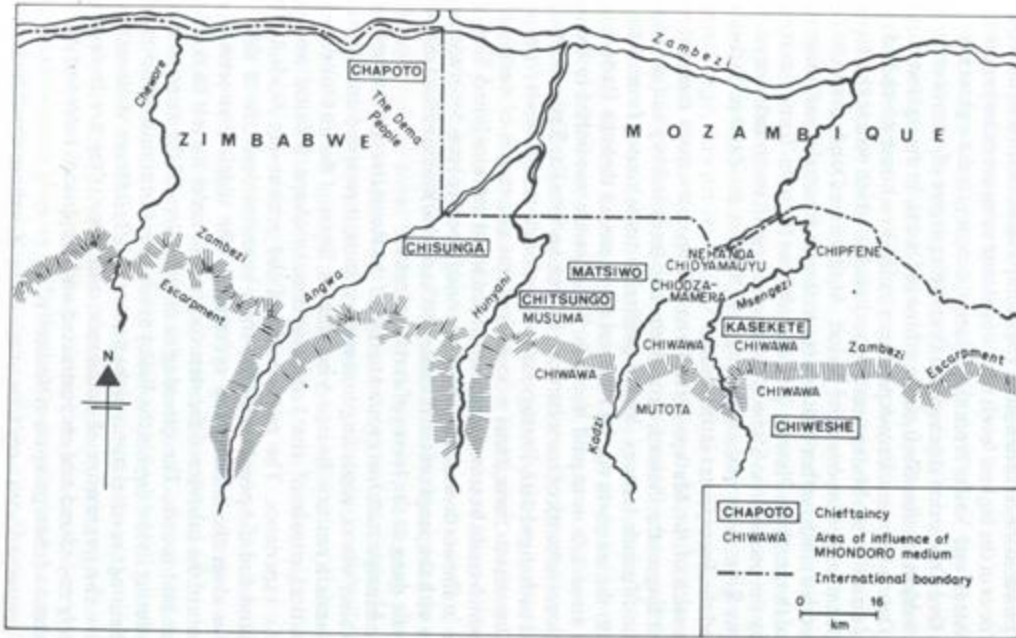 Zambezi
CHAPOTO
Chewore
The Dema
People
ZIMBABWE
MOZAMBIQUE
Zambezi
Escarpment
CHISUNGA
Angwa
NEHANDA
CHIDYAMAUYU
CHIPFENE
MATSIWO
CHIODZA-
MAMERA
Msengezi
Hunyani
CHITSUNGO
MUSUMA
KASEKETE
CHIWAWA
CHIWAWA
Zambezi
Escarpment
CHIWAWA
CHIWAWA
MUTOTA
Kadzi
CHIWESHE
N
CHAPOTO Chieftaincy
CHIWAWA Area of influence of
MHONDORO medium
International boundary
0 16
km